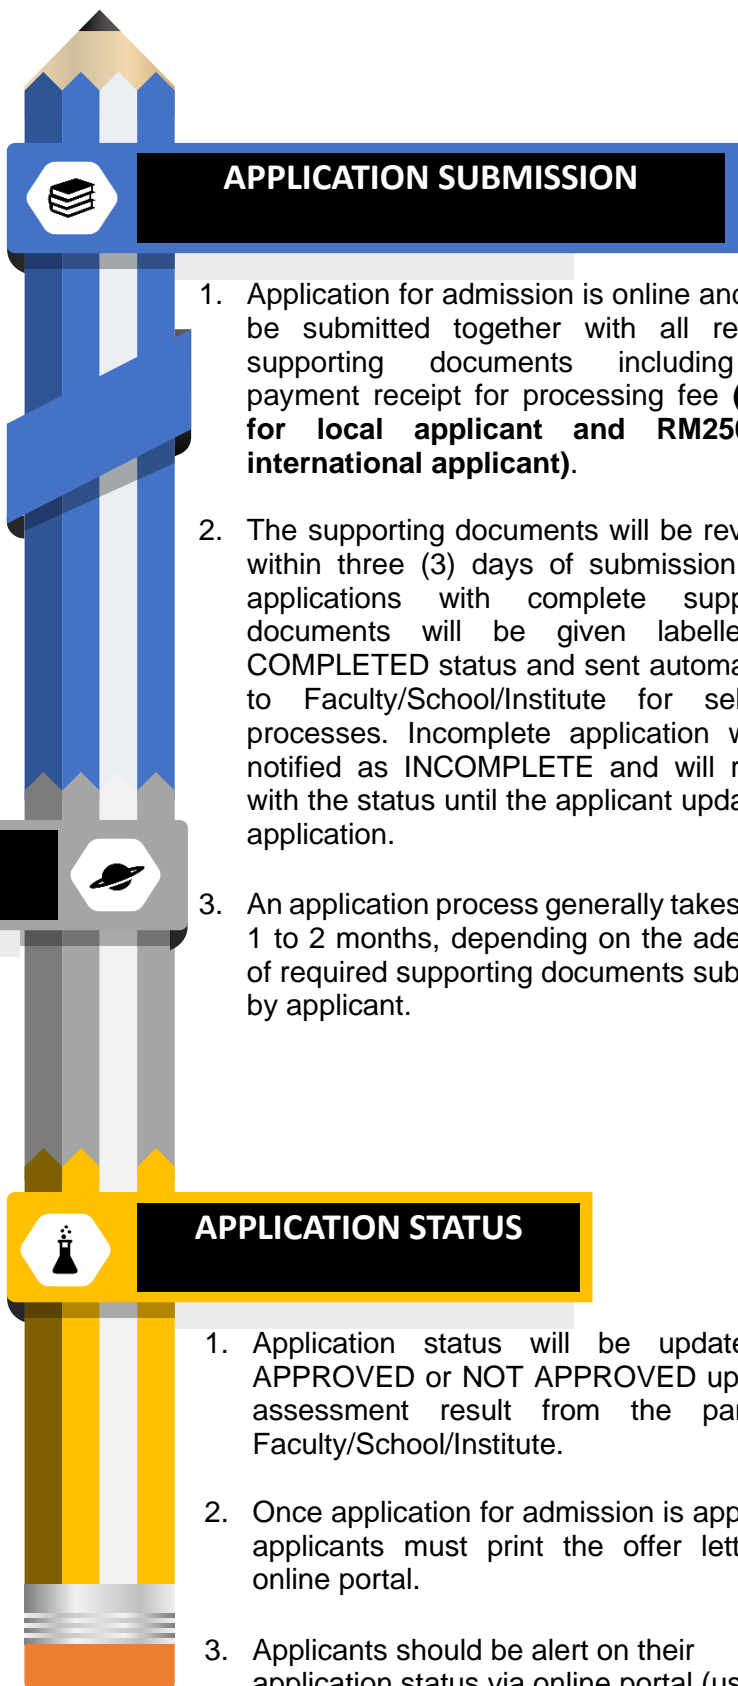 APPLICATION SUBMISSION
1. Application for admission is online and
be submitted together with all re
supporting documents including
payment receipt for processing fee (
for local applicant and RM250
international applicant).
2. The supporting documents will be rev
within three (3) days of submission
applications with complete supp
documents will be given labelle
COMPLETED status and sent automa
to Faculty/School/Institute for sel
processes. Incomplete application w
notified as INCOMPLETE and will r
with the status until the applicant upda
application.
3. An application process generally takes
1 to 2 months, depending on the ade
of required supporting documents sub
by applicant.
APPLICATION STATUS
1. Application status will be update
APPROVED or NOT APPROVED up
assessment result from the par
Faculty/School/Institute.
2. Once application for admission is app
applicants must print the offer lett
online portal.
3. Applicants should be alert on their
application status via online portal (us